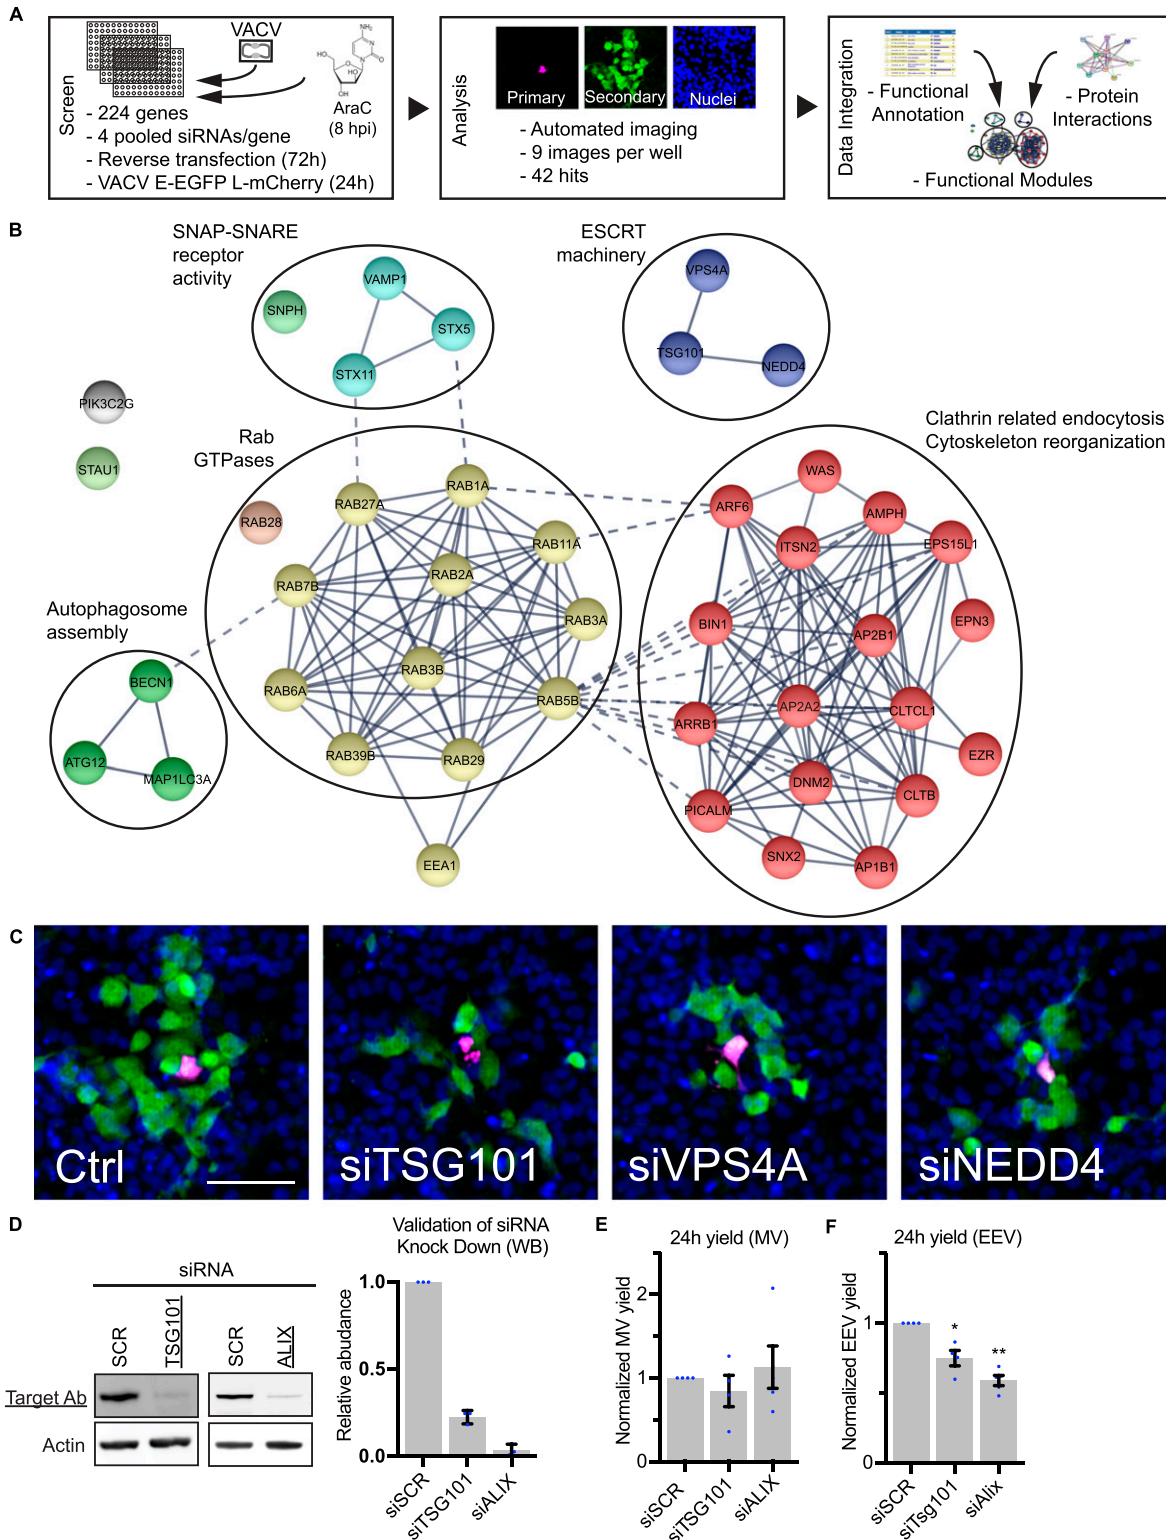 A
Screen
VACV
NH₂
HO
HO
OH
N
N
O
O
AraC
(8 hpi)
- 224 genes
- 4 pooled siRNAs/gene
- Reverse transfection (72h)
- VACV E-EGFP L-mCherry (24h)
Analysis
Primary
Secondary
Nuclei
- Automated imaging
- 9 images per well
- 42 hits
Data Integration
- Functional
Annotation
- Protein
Interactions
- Functional Modules
B
SNAP-SNARE
receptor
activity
SNPH
VAMP1
STX5
STX11
ESCRT
machinery
VPS4A
TSG101
NEDD4
PIK3C2G
STAU1
Rab
GTPases
RAB28
RAB27A
RAB1A
RAB11A
RAB7B
RAB2A
RAB3A
RAB3B
RAB6A
RAB5B
RAB39B
RAB29
EEA1
Autophagosome
assembly
BECN1
ATG12
MAP1LC3A
Clathrin related endocytosis
Cytoskeleton reorganization
WAS
ARF6
AMPH
ITSN2
EPS15L1
BIN1
AP2B1
EPN3
AP2A2
CLTCL1
ARRB1
EZR
DNM2
CLTB
PICALM
SNX2
AP1B1
C
Ctrl
siTSG101
siVPS4A
siNEDD4
D
siRNA
SCR
TSG101
SCR
ALIX
Target Ab
Actin
Validation of siRNA
Knock Down (WB)
Relative abudance
1.0
0.5
0.0
siSCR
siTSG101
siALIX
E
24h yield (MV)
Normalized MV yield
2
1
0
siSCR
siTSG101
siALIX
F
24h yield (EEV)
Normalized EEV yield
1
0
*
**
siSCR
siTsg101
siAlix